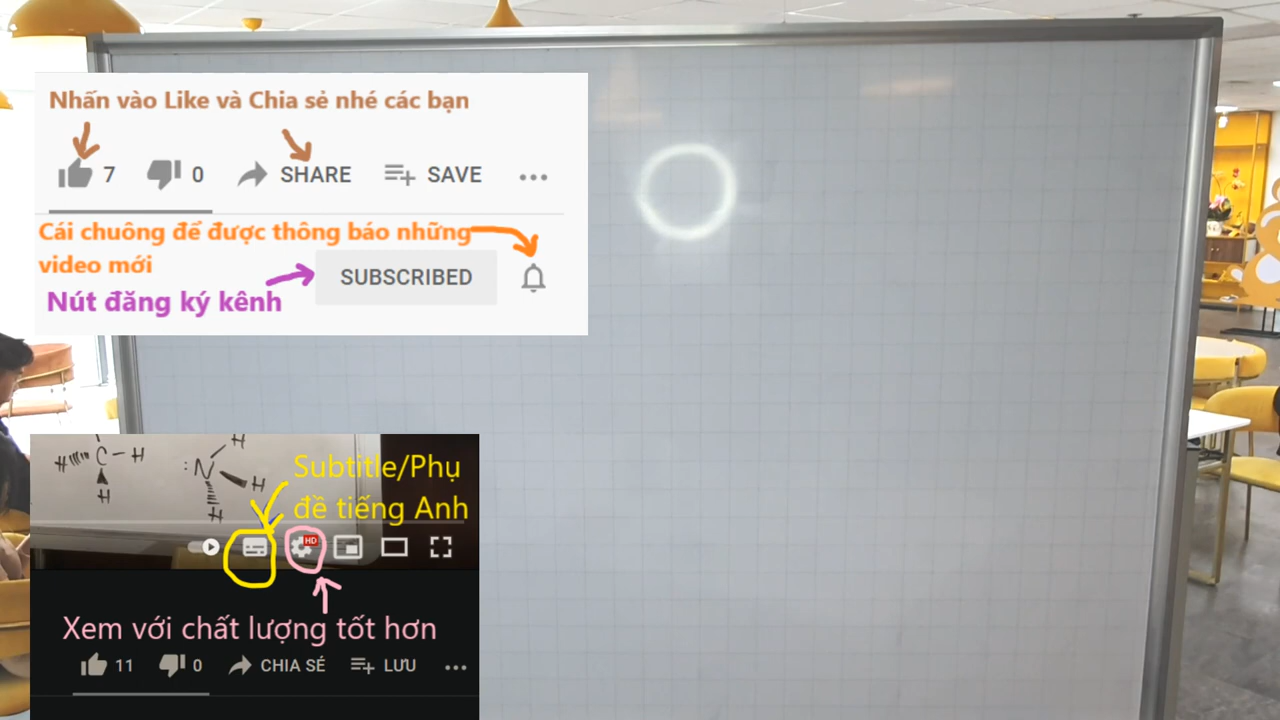 Nhấn vào Like và Chia sẻ nhé các bạn
7 0 SHARE SAVE
Cái chuông để được thông báo những
video mới
SUBSCRIBED
Nút đăng ký kênh
H C H
H
:N H
H
H
Subtitle/Phụ
đề tiếng Anh
HD
Xem với chất lượng tốt hơn
11 0 CHIA SẺ LƯU